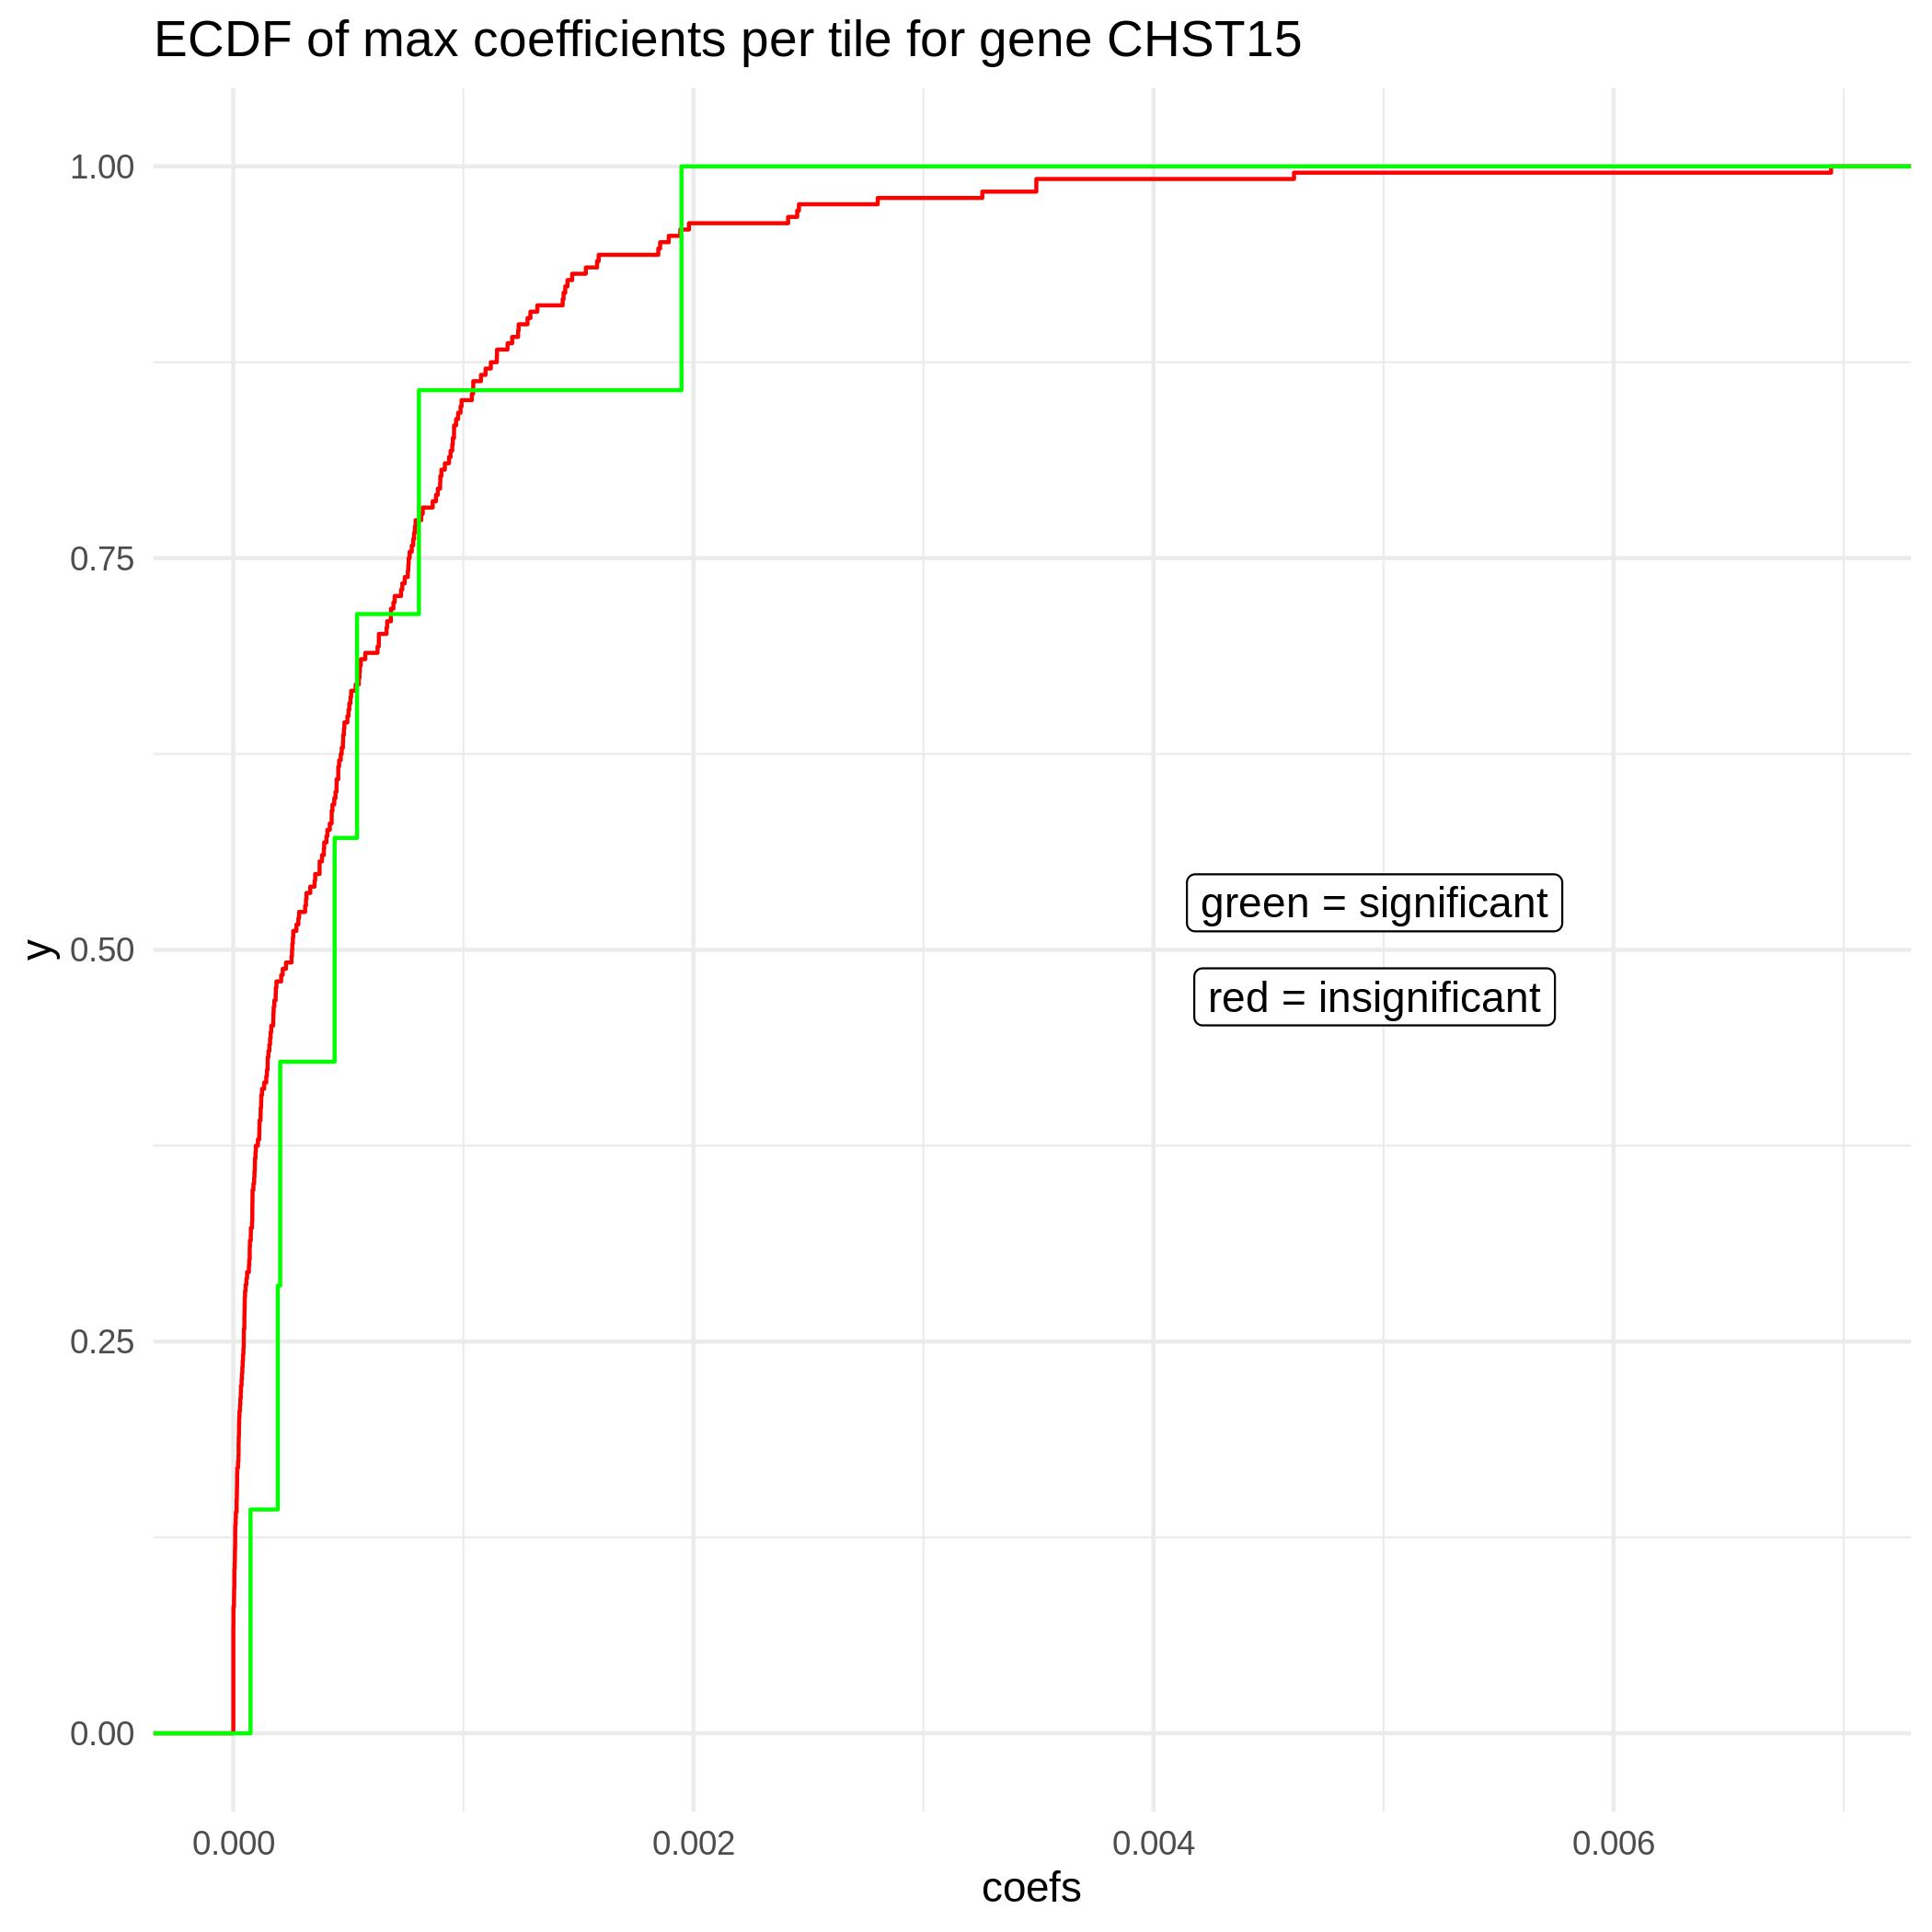 ECDF of max coefficients per tile for gene CHST15
1.00
0.75
0.50
0.25
0.00
y
green = significant
red = insignificant
0.000 0.002 0.004 0.006
coefs